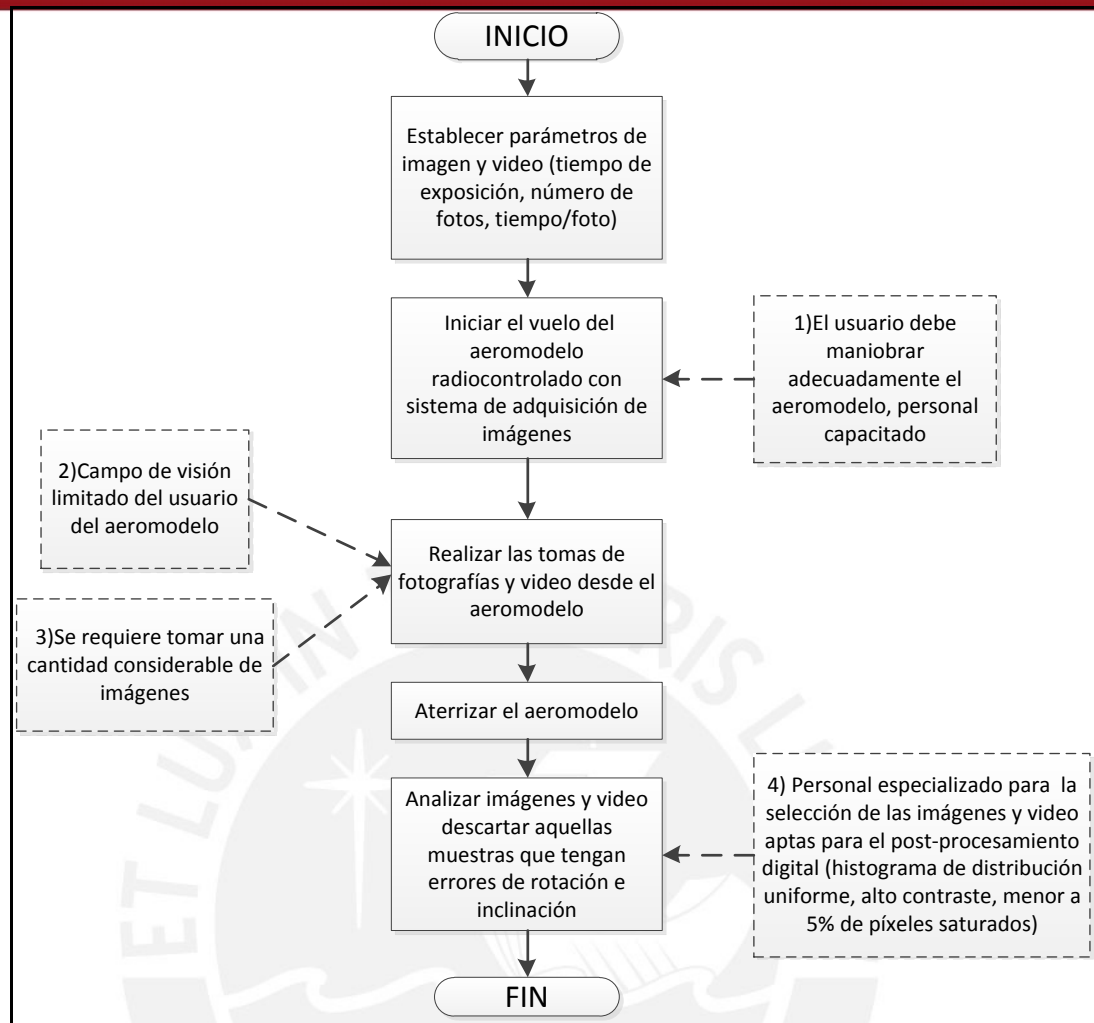 INICIO
Establecer parámetros de
imagen y video (tiempo de
exposición, número de
fotos, tiempo/foto)
Iniciar el vuelo del
aeromodelo
radiocontrolado con
sistema de adquisición de
imágenes
1)El usuario debe
maniobrar
adecuadamente el
aeromodelo, personal
capacitado
2)Campo de visión
limitado del usuario
del aeromodelo
Realizar las tomas de
fotografías y video desde el
aeromodelo
3)Se requiere tomar una
cantidad considerable de
imágenes
Aterrizar el aeromodelo
Analizar imágenes y video
descartar aquellas
muestras que tengan
errores de rotación e
inclinación
4) Personal especializado para la
selección de las imágenes y video
aptas para el post-procesamiento
digital (histograma de distribución
uniforme, alto contraste, menor a
5% de píxeles saturados)
FIN